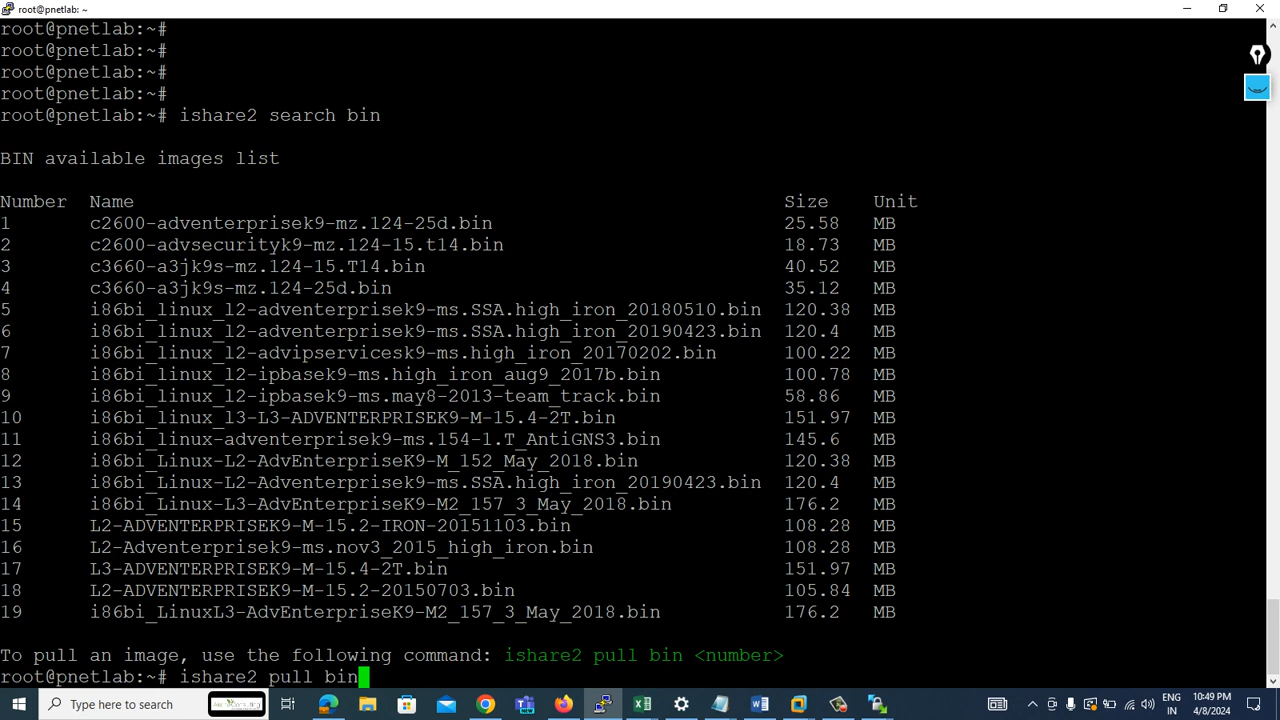 root@pnetlab: ~
root@pnetlab:~#
root@pnetlab:~#
root@pnetlab:~#
root@pnetlab:~#
root@pnetlab:~# ishare2 search bin
BIN available images list
Number Name Size Unit
1 c2600-adventerprisek9-mz.124-25d.bin 25.58 MB
2 c2600-advsecurityk9-mz.124-15.t14.bin 18.73 MB
3 c3660-a3jk9s-mz.124-15.T14.bin 40.52 MB
4 c3660-a3jk9s-mz.124-25d.bin 35.12 MB
5 i86bi_linux_l2-adventerprisek9-ms.SSA.high_iron_20180510.bin 120.38 MB
6 i86bi_linux_l2-adventerprisek9-ms.SSA.high_iron_20190423.bin 120.4 MB
7 i86bi_linux_l2-advipservicesk9-ms.high_iron_20170202.bin 100.22 MB
8 i86bi_linux_l2-ipbasek9-ms.high_iron_aug9_2017b.bin 100.78 MB
9 i86bi_linux_l2-ipbasek9-ms.may8-2013-team_track.bin 58.86 MB
10 i86bi_linux_l3-L3-ADVENTERPRISEK9-M-15.4-2T.bin 151.97 MB
11 i86bi_linux-adventerprisek9-ms.154-1.T_AntiGNS3.bin 145.6 MB
12 i86bi_Linux-L2-AdvEnterpriseK9-M_152_May_2018.bin 120.38 MB
13 i86bi_linux_l2-adventerprisek9-ms.SSA.high_iron_20190423.bin 120.4 MB
14 i86bi_Linux-L3-AdvEnterpriseK9-M2_157_3_May_2018.bin 176.2 MB
15 L2-ADVENTERPRISEK9-M-15.2-IRON-20151103.bin 108.28 MB
16 L2-Adventerprisek9-ms.nov3_2015_high_iron.bin 108.28 MB
17 L3-ADVENTERPRISEK9-M-15.4-2T.bin 151.97 MB
18 L2-ADVENTERPRISEK9-M-15.2-20150703.bin 105.84 MB
19 i86bi_LinuxL3-AdvEnterpriseK9-M2_157_3_May_2018.bin 176.2 MB
To pull an image, use the following command: ishare2 pull bin <number>
root@pnetlab:~# ishare2 pull bin
Type here to search
ENG
IN
10:49 PM
4/8/2024